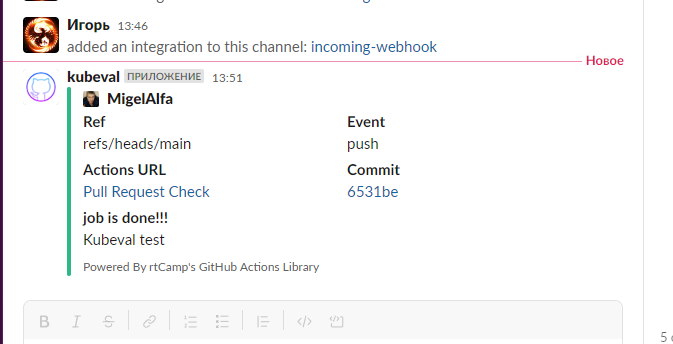 Игорь 13:46
added an integration to this channel: incoming-webhook
Новое
kubeval ПРИЛОЖЕНИЕ 13:51
MigelAlfa
Ref Event
refs/heads/main push
Actions URL Commit
Pull Request Check 6531be
job is done!!!
Kubeval test
Powered By rtCamp's GitHub Actions Library
B I S
5